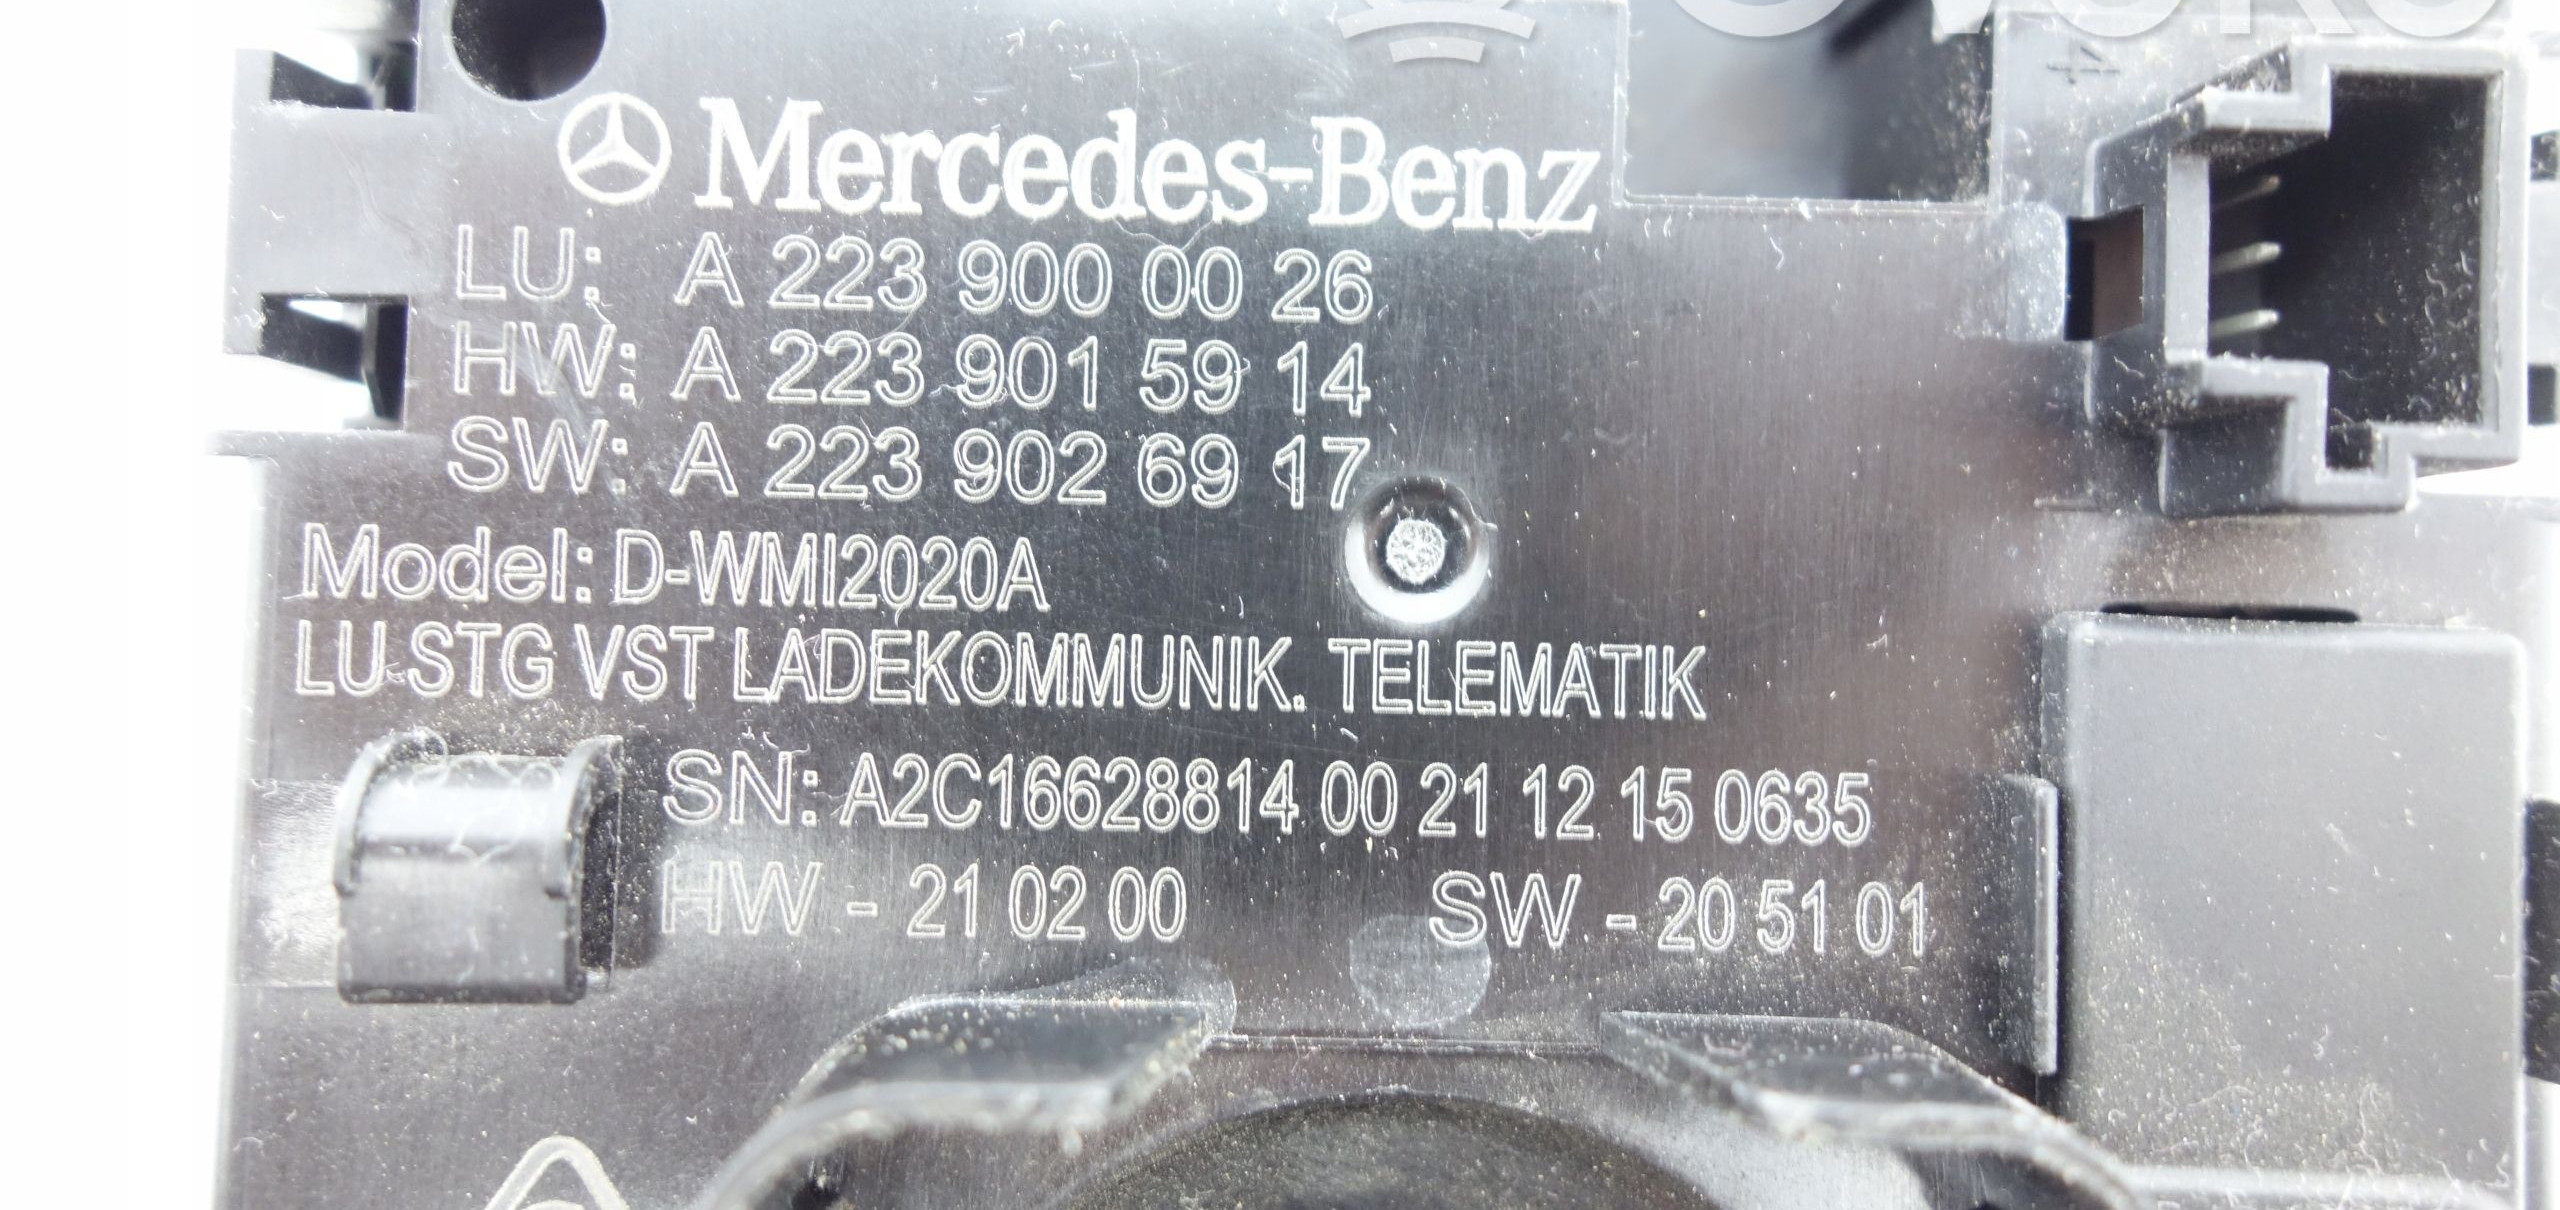 Mercedes-Benz
LU: A 223 900 00 26
HW: A 223 901 59 14
SW: A 223 902 69 17
Model: D-WMI2020A
LU STG VST LADEKOMMUNIK. TELEMATIK
SN: A2C16628814 00 21 12 15 0635
HW - 21 02 00 SW - 20 51 01